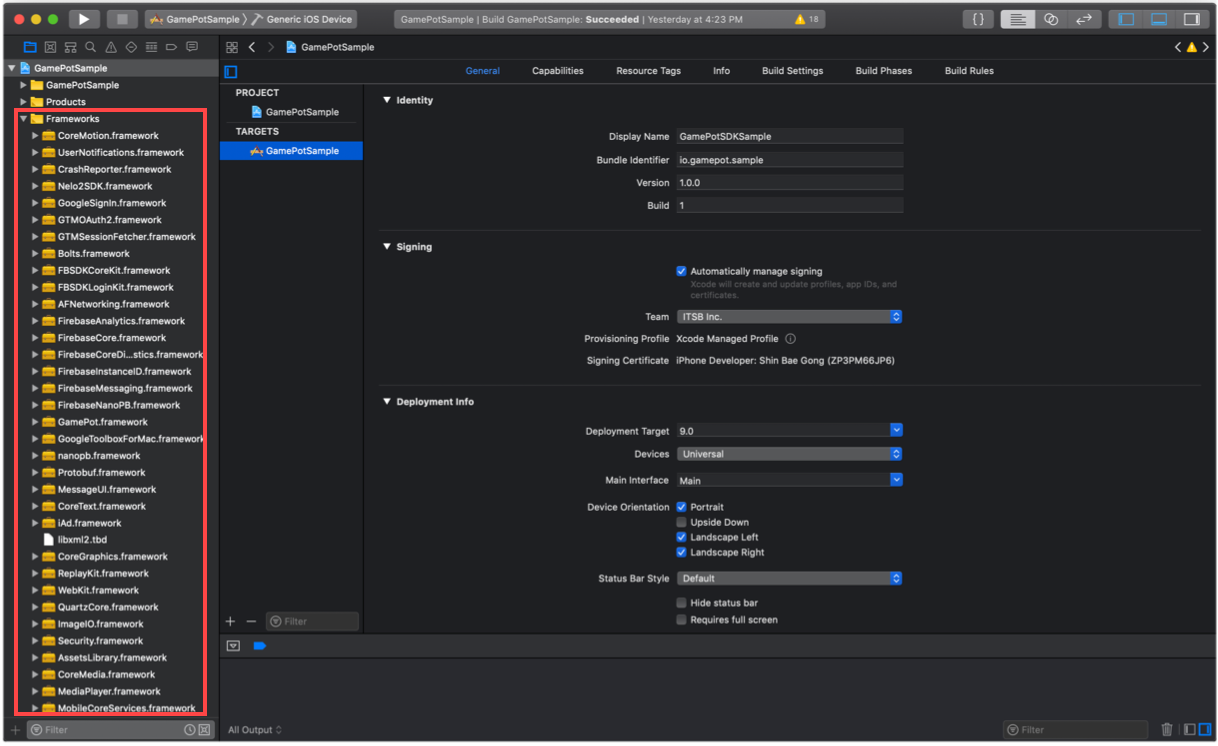 GamePotSample 〉 Generic iOS Device
GamePotSample | Build GamePotSample: Succeeded | Yesterday at 4:23 PM
18
{ }
GamePotSample
GamePotSample
GamePotSample
Products
Frameworks
CoreMotion.framework
UserNotifications.framework
CrashReporter.framework
Nelo2SDK.framework
GoogleSignIn.framework
GTMOAuth2.framework
GTMSessionFetcher.framework
Bolts.framework
FBSDKCoreKit.framework
FBSDKLoginKit.framework
AFNetworking.framework
FirebaseAnalytics.framework
FirebaseCore.framework
FirebaseCoreDi...stics.framework
FirebaseInstanceID.framework
FirebaseMessaging.framework
FirebaseNanoPB.framework
GamePot.framework
GoogleToolboxForMac.framework
nanopb.framework
Protobuf.framework
MessageUI.framework
CoreText.framework
iAd.framework
libxml2.tbd
CoreGraphics.framework
ReplayKit.framework
WebKit.framework
QuartzCore.framework
ImageIO.framework
Security.framework
AssetsLibrary.framework
CoreMedia.framework
MediaPlayer.framework
MobileCoreServices.framework
Filter
General Capabilities Resource Tags Info Build Settings Build Phases Build Rules
PROJECT
GamePotSample
TARGETS
GamePotSample
Filter
Identity
Display Name GamePotSDKSample
Bundle Identifier io.gamepot.sample
Version 1.0.0
Build 1
Signing
Automatically manage signing
Xcode will create and update profiles, app IDs, and
certificates.
Team ITSB Inc.
Provisioning Profile Xcode Managed Profile
Signing Certificate iPhone Developer: Shin Bae Gong (ZP3PM66JP6)
Deployment Info
Deployment Target 9.0
Devices Universal
Main Interface Main
Device Orientation Portrait
Upside Down
Landscape Left
Landscape Right
Status Bar Style Default
Hide status bar
Requires full screen
All Output
Filter